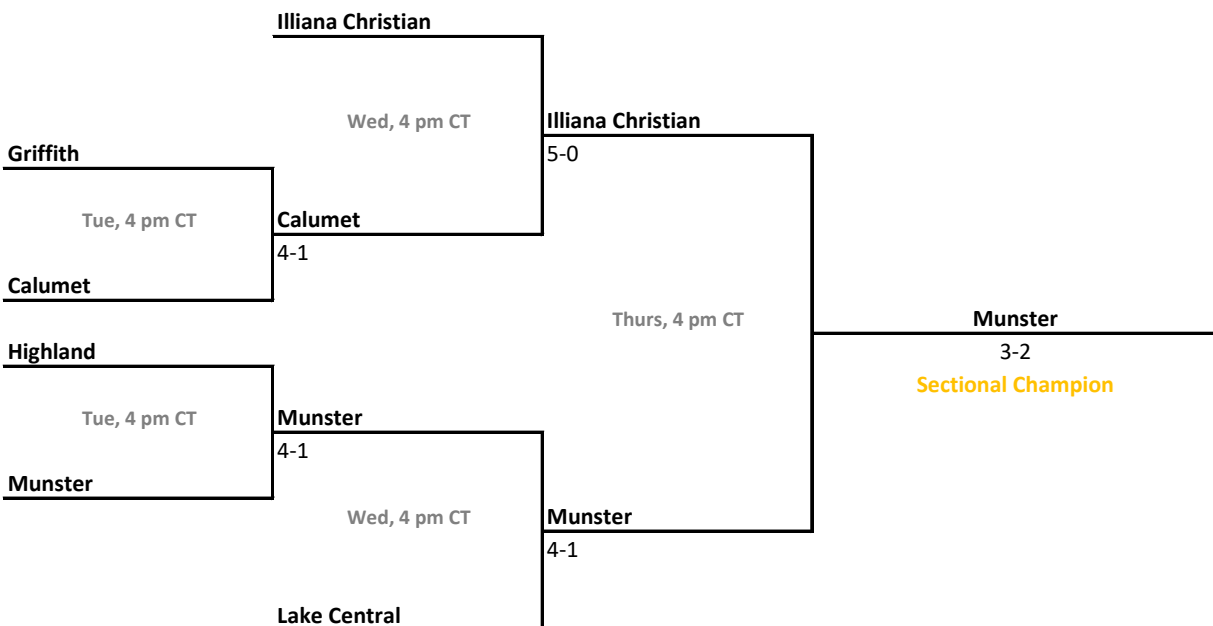 Illiana Christian
Wed, 4 pm CT
Illiana Christian
Griffith
5-0
Tue, 4 pm CT
Calumet
4-1
Calumet
Thurs, 4 pm CT
Munster
Highland
3-2
Sectional Champion
Tue, 4 pm CT
Munster
4-1
Munster
Wed, 4 pm CT
Munster
4-1
Lake Central